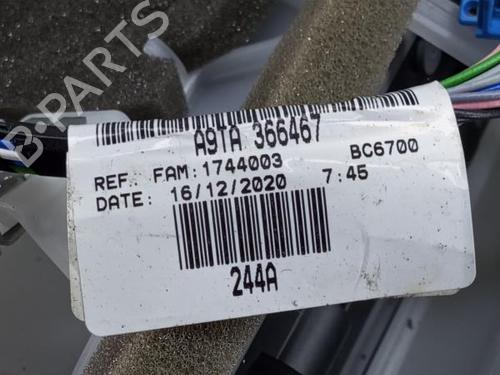 B-PARTS
A9TA 366467
REF. FAM:1744003 BC6700
DATE: 16/12/2020 7:45
244A